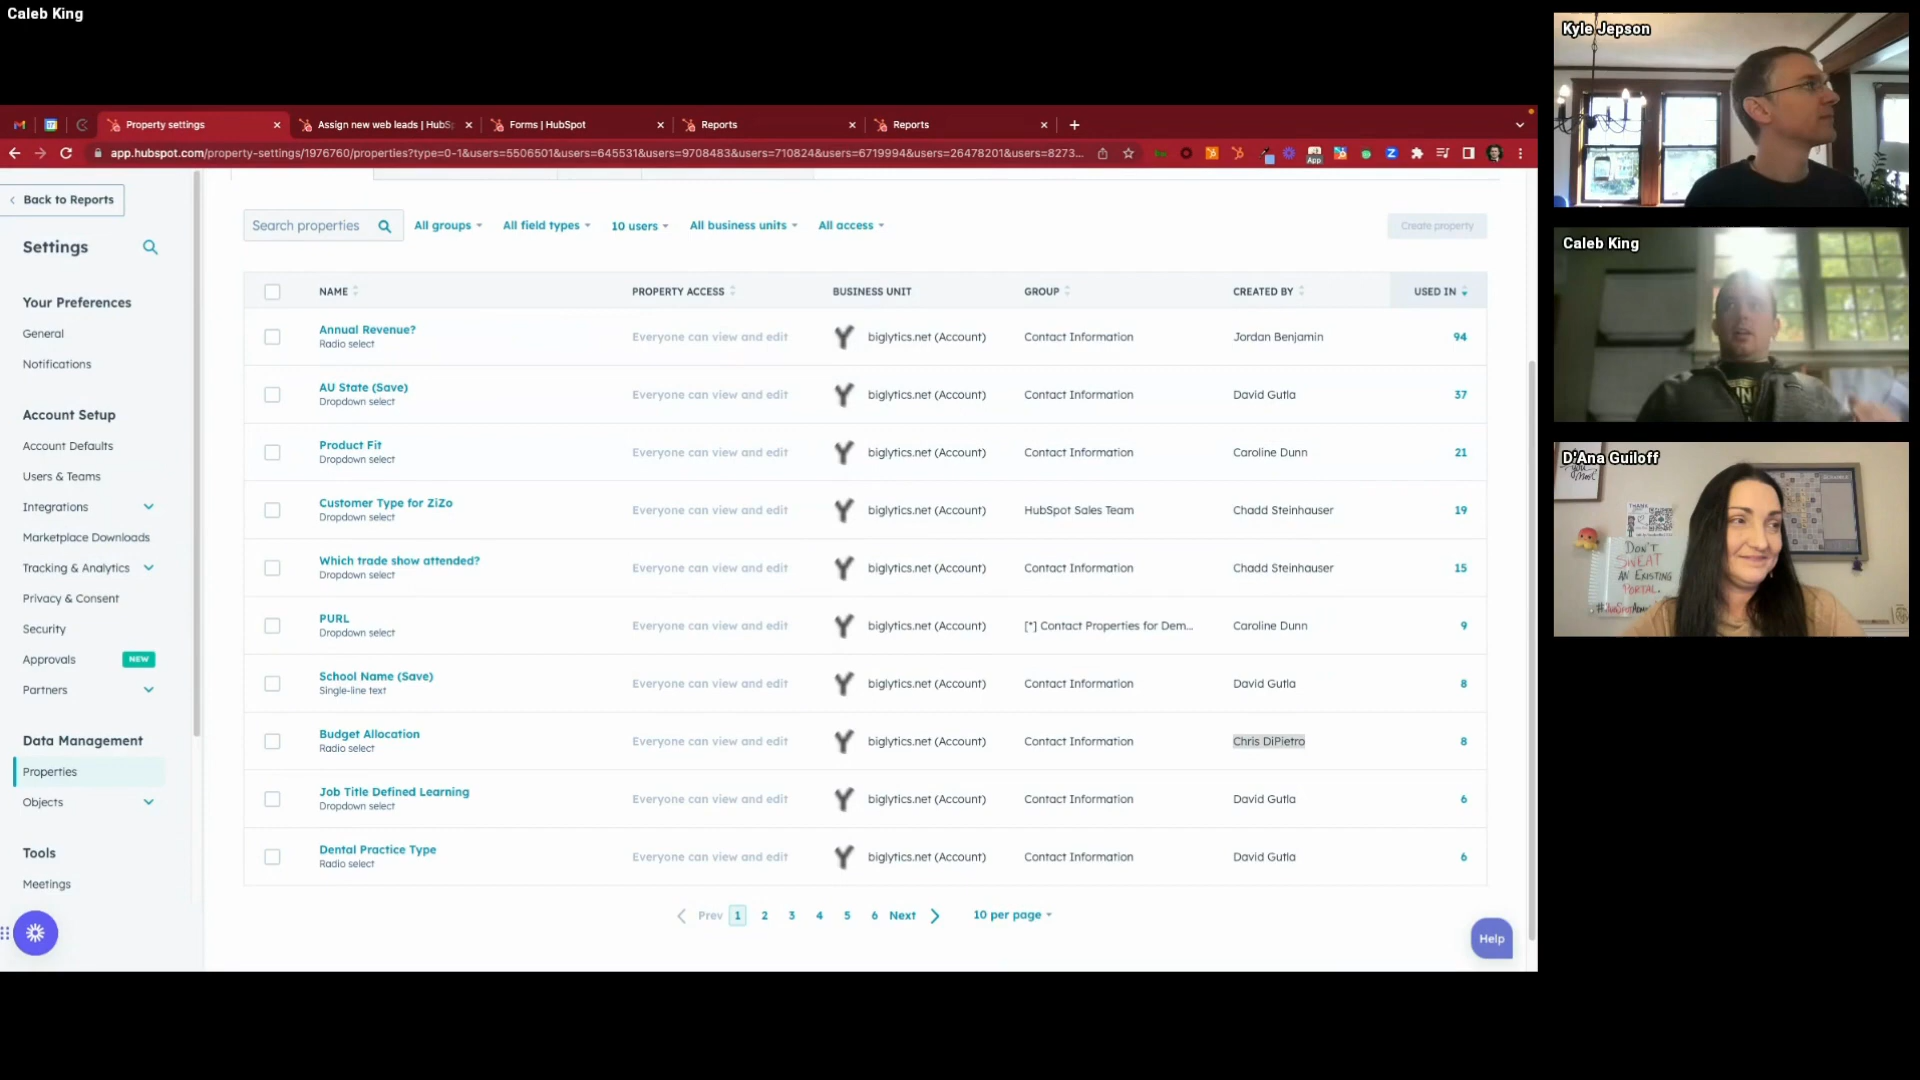 Caleb King
Kyle Jepson
Property settings
Assign new web leads | HubS
Forms | HubSpot
Reports
Reports
app.hubspot.com/property-settings/1976760/properties?type=0-1&users=5506501&users=645531&users=9708483&users=710824&users=6719994&users=26478201&users=8273...
App
Back to Reports
Settings
Your Preferences
General
Notifications
Account Setup
Account Defaults
Users & Teams
Integrations
Marketplace Downloads
Tracking & Analytics
Privacy & Consent
Security
Approvals NEW
Partners
Data Management
Properties
Objects
Tools
Meetings
Search properties
All groups
All field types
10 users
All business units
All access
Create property
NAME PROPERTY ACCESS BUSINESS UNIT GROUP CREATED BY USED IN
Annual Revenue? Everyone can view and edit biglytics.net (Account) Contact Information Jordan Benjamin 94
Radio select
AU State (Save) Everyone can view and edit biglytics.net (Account) Contact Information David Gutla 37
Dropdown select
Product Fit Everyone can view and edit biglytics.net (Account) Contact Information Caroline Dunn 21
Dropdown select
Customer Type for ZiZo Everyone can view and edit biglytics.net (Account) HubSpot Sales Team Chadd Steinhauser 19
Dropdown select
Which trade show attended? Everyone can view and edit biglytics.net (Account) Contact Information Chadd Steinhauser 15
Dropdown select
PURL Everyone can view and edit biglytics.net (Account) [*] Contact Properties for Dem... Caroline Dunn 9
Dropdown select
School Name (Save) Everyone can view and edit biglytics.net (Account) Contact Information David Gutla 8
Single-line text
Budget Allocation Everyone can view and edit biglytics.net (Account) Contact Information Chris DiPietro 8
Radio select
Job Title Defined Learning Everyone can view and edit biglytics.net (Account) Contact Information David Gutla 6
Dropdown select
Dental Practice Type Everyone can view and edit biglytics.net (Account) Contact Information David Gutla 6
Radio select
Prev 1 2 3 4 5 6 Next 10 per page
Help
Caleb King
D'Ana Guiloff
DON'T
SWEAT
AN EXISTING
PORTAL.